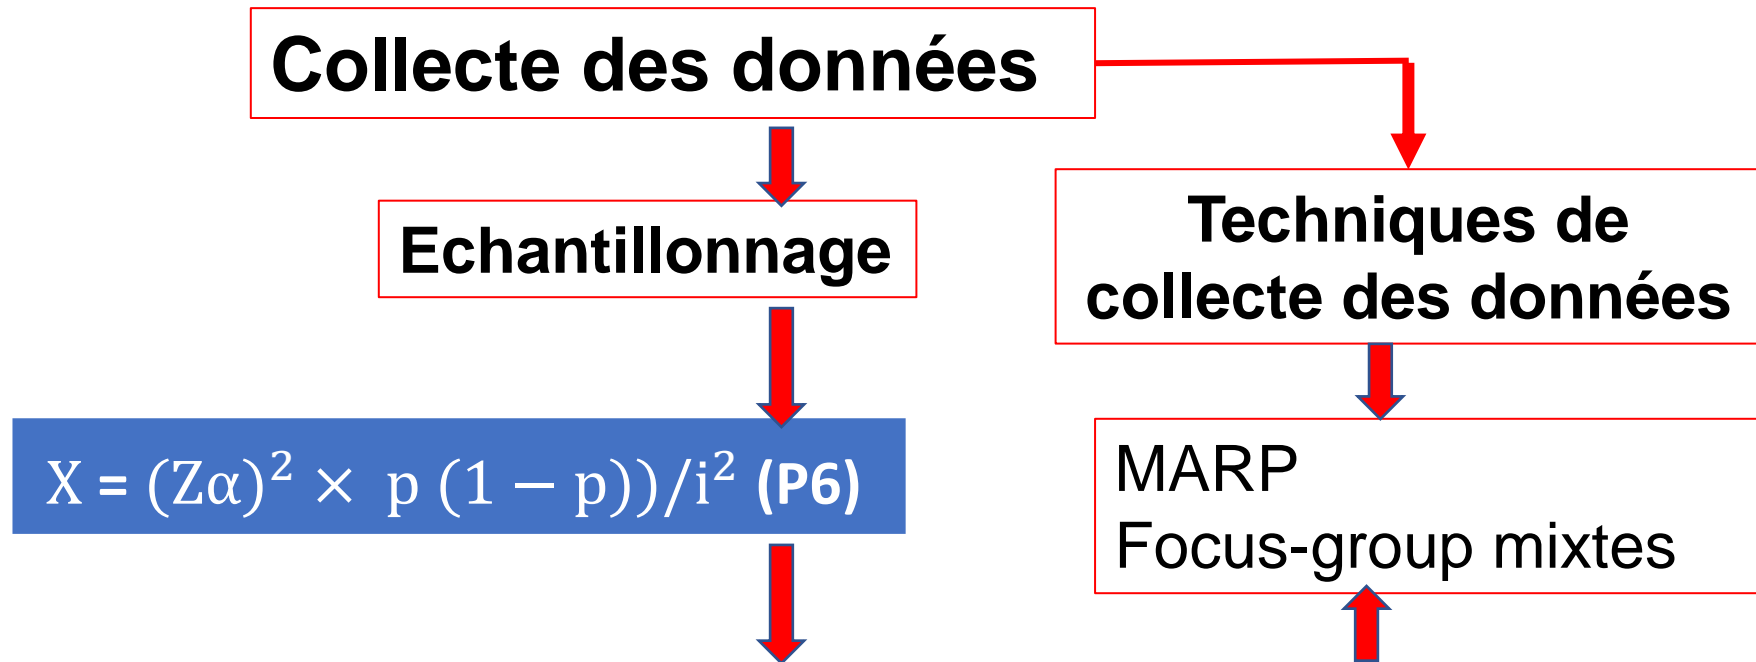 Collecte des données
Echantillonnage
Techniques de
collecte des données
X = (Zα)² × p (1 − p))/i² (P6)
MARP
Focus-group mixtes